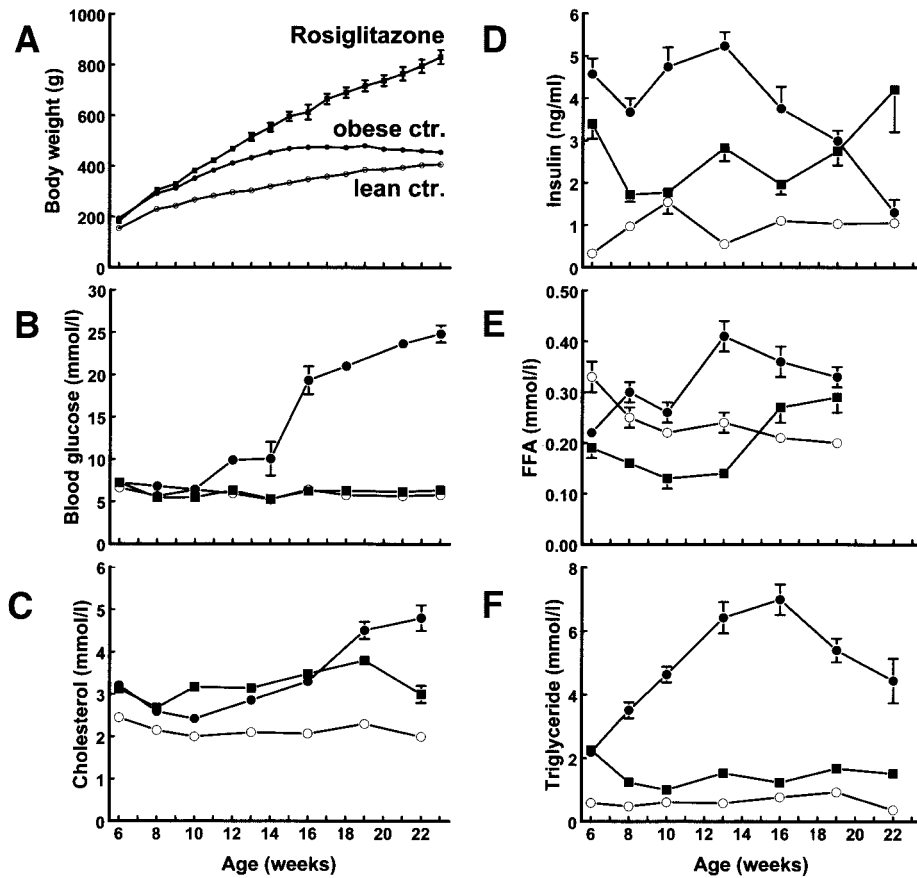 A
Body weight (g)
1000
800
600
400
200
0
Rosiglitazone
obese ctr.
lean ctr.
B
Blood glucose (mmol/l)
30
25
20
15
10
5
0
C
Cholesterol (mmol/l)
6
5
4
3
2
1
0
6 8 10 12 14 16 18 20 22
Age (weeks)
D
Insulin (ng/ml)
6
5
4
3
2
1
0
E
FFA (mmol/l)
0.50
0.40
0.30
0.20
0.10
0.00
F
Triglyceride (mmol/l)
8
6
4
2
0
6 8 10 12 14 16 18 20 22
Age (weeks)